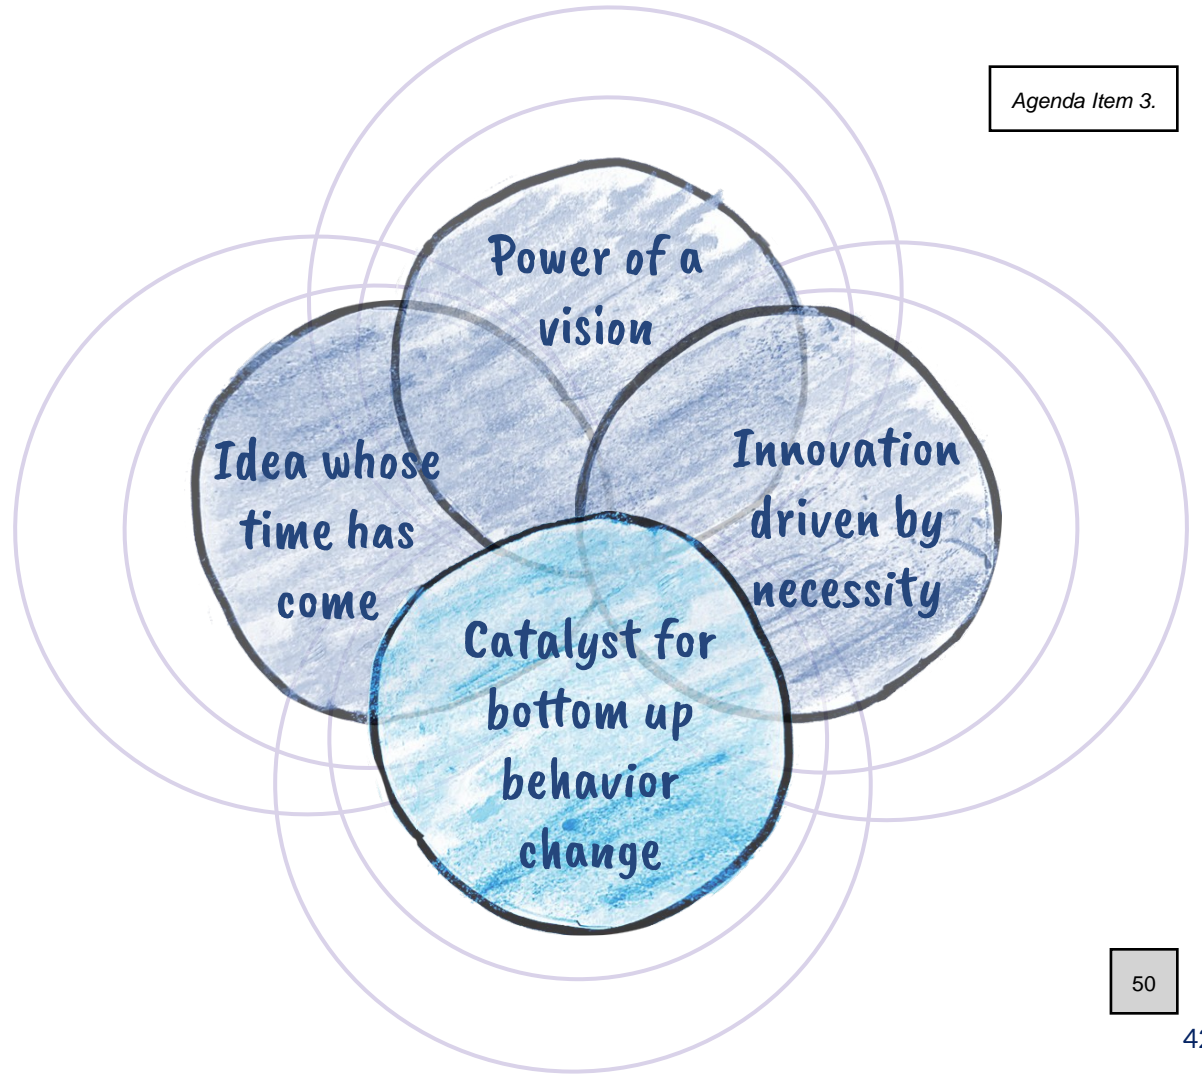 Agenda Item 3.
Power of a
vision
Idea whose
time has
come
Innovation
driven by
necessity
Catalyst for
bottom up
behavior
change
50